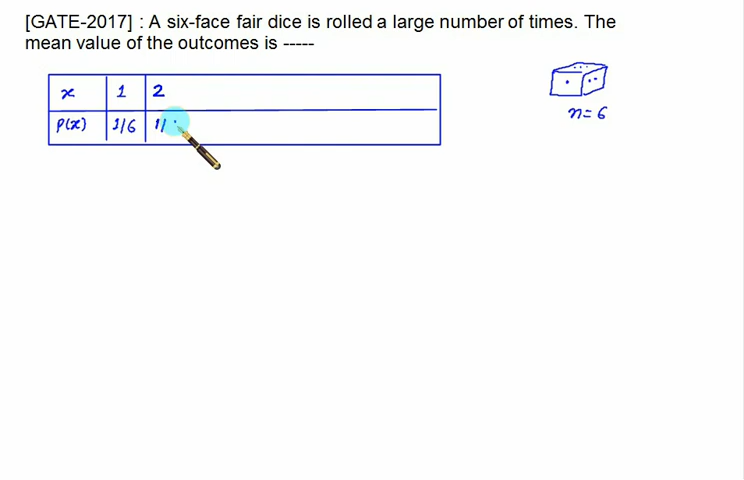 [GATE-2017] : A six-face fair dice is rolled a large number of times. The
mean value of the outcomes is -----
x 1 2
P(x) 1/6 1/
n=6